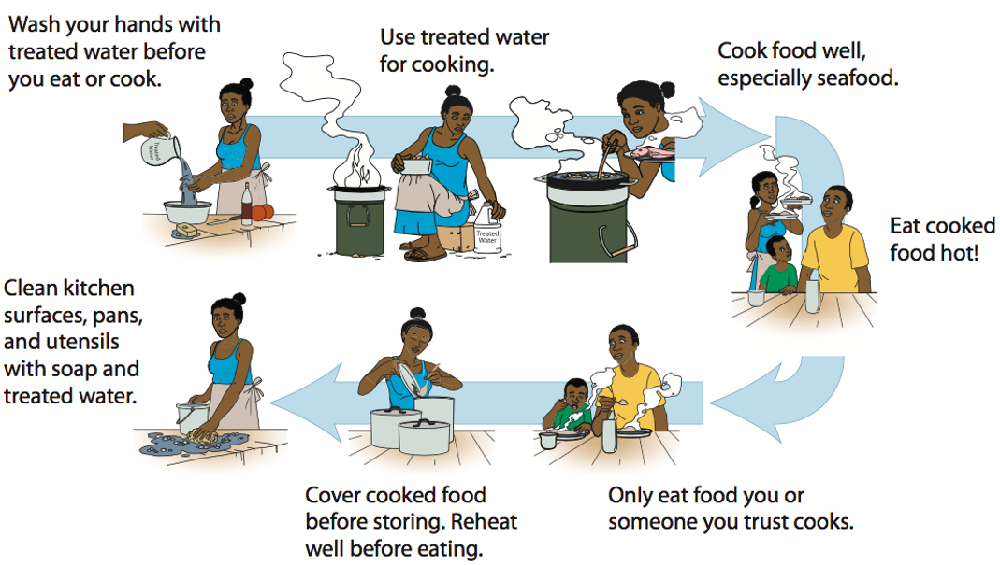 Wash your hands with
treated water before
you eat or cook.
Treated
Water
Use treated water
for cooking.
Treated
Water
Cook food well,
especially seafood.
Eat cooked
food hot!
Only eat food you or
someone you trust cooks.
Cover cooked food
before storing. Reheat
well before eating.
Clean kitchen
surfaces, pans,
and utensils
with soap and
treated water.